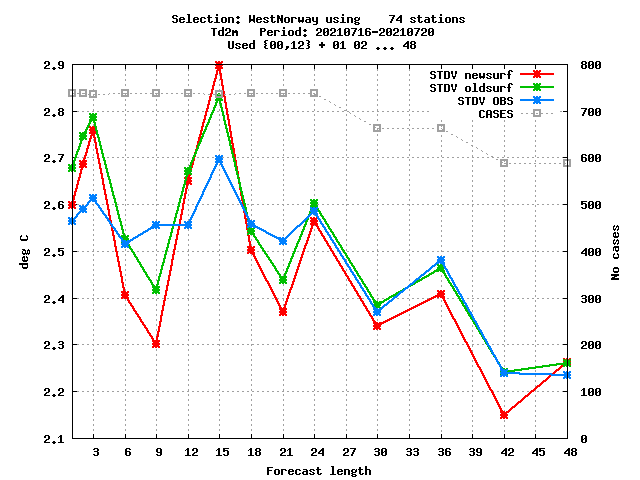 Selection: WestNorway using    74 stations
Td2m   Period: 20210716-20210720
Used {00,12} + 01 02 ... 48
STDV newsurf
STDV oldsurf
STDV OBS
CASES
deg C
2.9
2.8
2.7
2.6
2.5
2.4
2.3
2.2
2.1
800
700
600
500
400
300
200
100
0
No cases
3 6 9 12 15 18 21 24 27 30 33 36 39 42 45 48
Forecast length